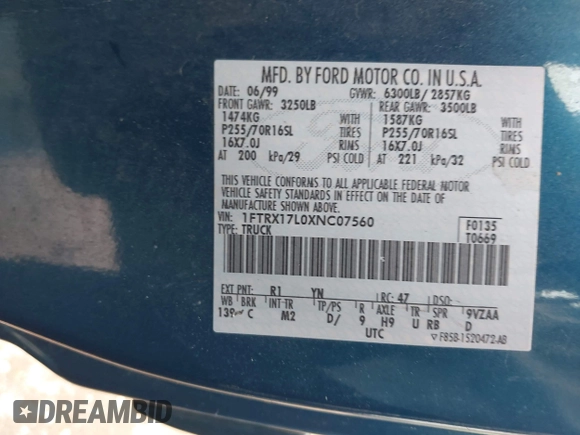 MFD. BY FORD MOTOR CO. IN U.S.A.
DATE: 06/99 GVWR: 6300LB/ 2857KG
FRONT GAWR: 3250LB REAR GAWR: 3500LB
1474KG WITH 1587KG WITH
P255/70R16SL TIRES P255/70R16SL TIRES
16X7.0J RIMS 16X7.0J RIMS
AT 200 kPa/29 PSI COLD AT 221 kPa/32 PSI COLD
THIS VEHICLE CONFORMS TO ALL APPLICABLE FEDERAL MOTOR
VEHICLE SAFETY STANDARDS IN EFFECT ON THE DATE OF
MANUFACTURE SHOWN ABOVE.
VIN: 1FTRX17L0XNC07560 F0135
TYPE: TRUCK T0669
EXT PNT: R1 YN RC: 47 DSO:
WB BRK INT TR TP/PS R AXLE TR SPR 9VZAA
C M2 D/ 9 H9 U RB D
UTC ▽ F85B-1520472-AB
DREAMBID